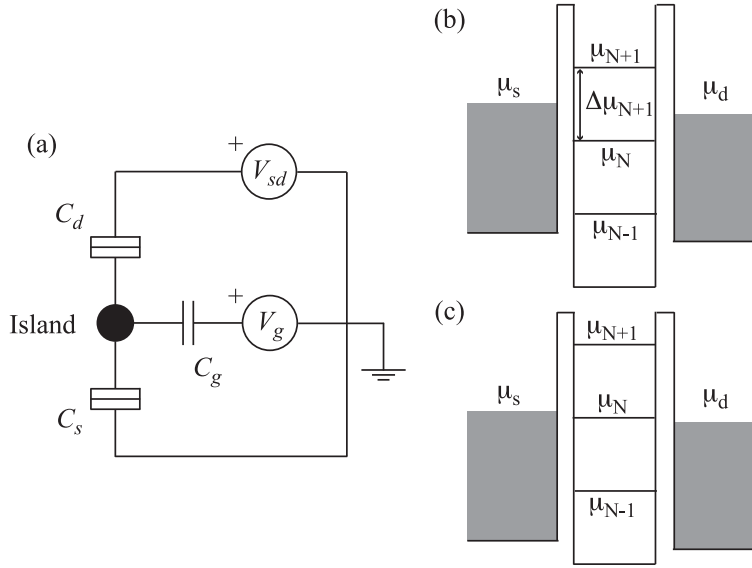 (a)
+
V_sd
C_d
Island
+
V_g
C_g
C_s
(b)
μ_N+1
μ_s
Δμ_N+1
μ_d
μ_N
μ_N-1
(c)
μ_N+1
μ_s
μ_N
μ_d
μ_N-1